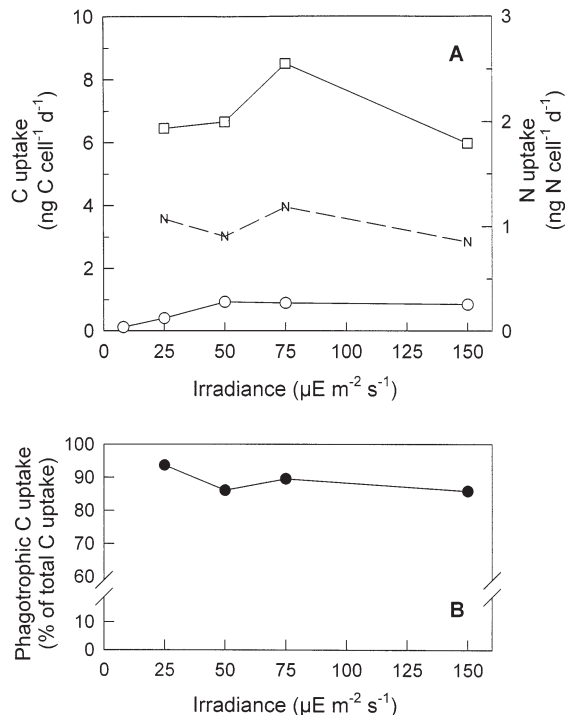 10
8
6
4
2
0
C uptake
(ng C cell⁻¹ d⁻¹)
A
N
N
N
N
3
2
1
0
N uptake
(ng N cell⁻¹ d⁻¹)
0 25 50 75 100 125 150
Irradiance (µE m⁻² s⁻¹)
100
90
80
70
60
10
0
Phagotrophic C uptake
(% of total C uptake)
B
0 25 50 75 100 125 150
Irradiance (µE m⁻² s⁻¹)